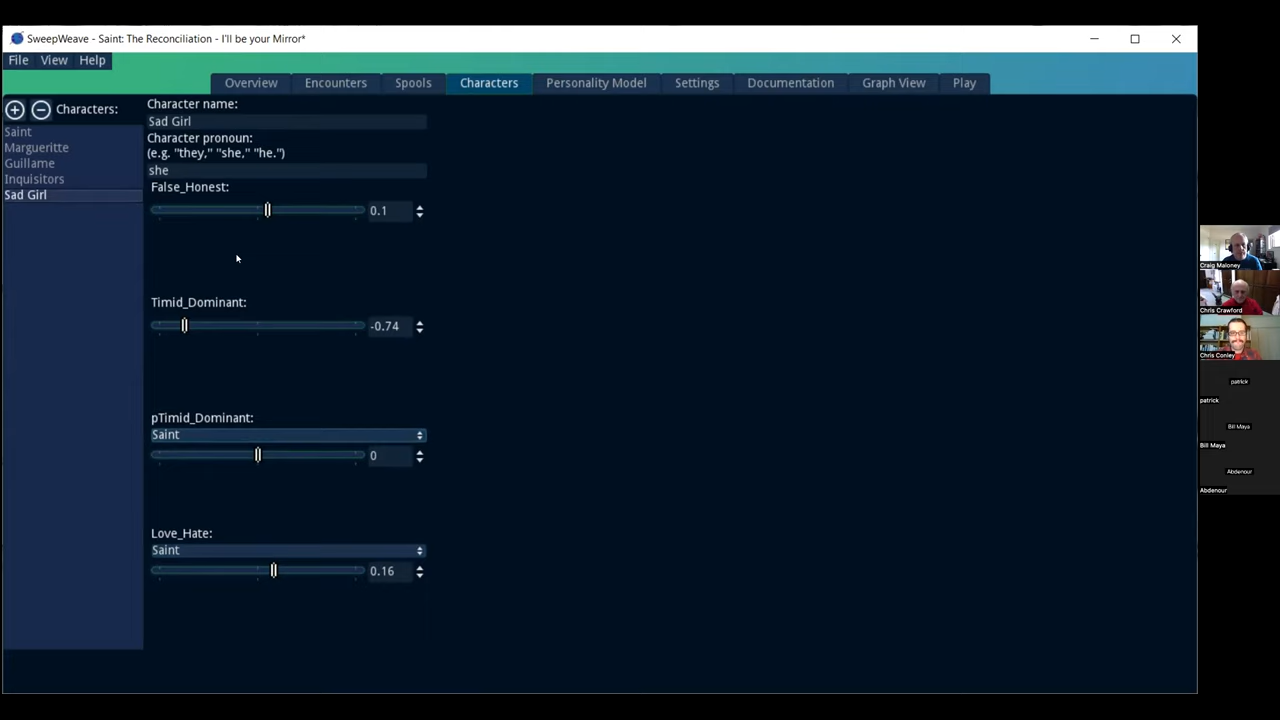 SweepWeave - Saint: The Reconciliation - I'll be your Mirror*
File View Help
Overview Encounters Spools Characters Personality Model Settings Documentation Graph View Play
Characters:
Saint
Margueritte
Guillame
Inquisitors
Sad Girl
Character name:
Sad Girl
Character pronoun:
(e.g. "they," "she," "he.")
she
False_Honest:
0.1
Timid_Dominant:
-0.74
pTimid_Dominant:
Saint
0
Love_Hate:
Saint
0.16
Craig Maloney
Chris Crawford
Chris Conley
patrick
patrick
Bill Maya
Bill Maya
Abdenour
Abdenour